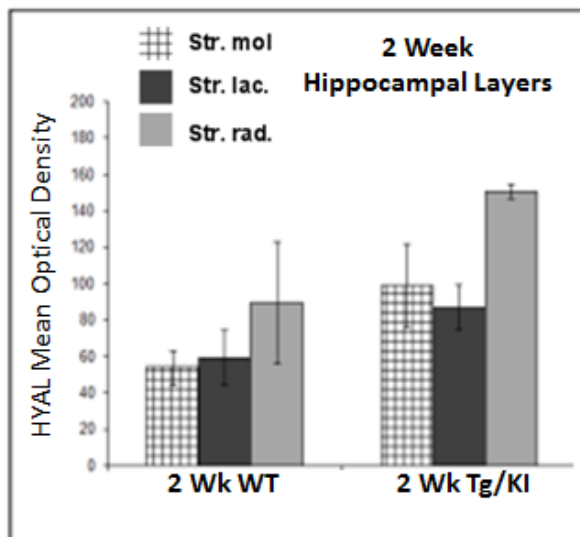 Str. mol
Str. lac.
Str. rad.
2 Week
Hippocampal Layers
HYAL Mean Optical Density
200
180
160
140
120
100
80
60
40
20
0
2 Wk WT
2 Wk Tg/KI